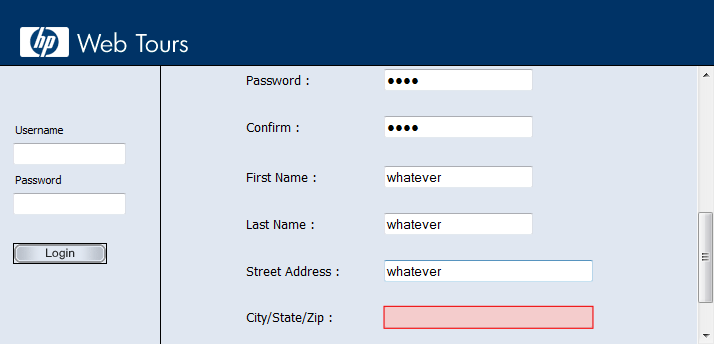 hp Web Tours
Username
Password
Login
Password :
••••
Confirm :
••••
First Name :
whatever
Last Name :
whatever
Street Address :
whatever
City/State/Zip :